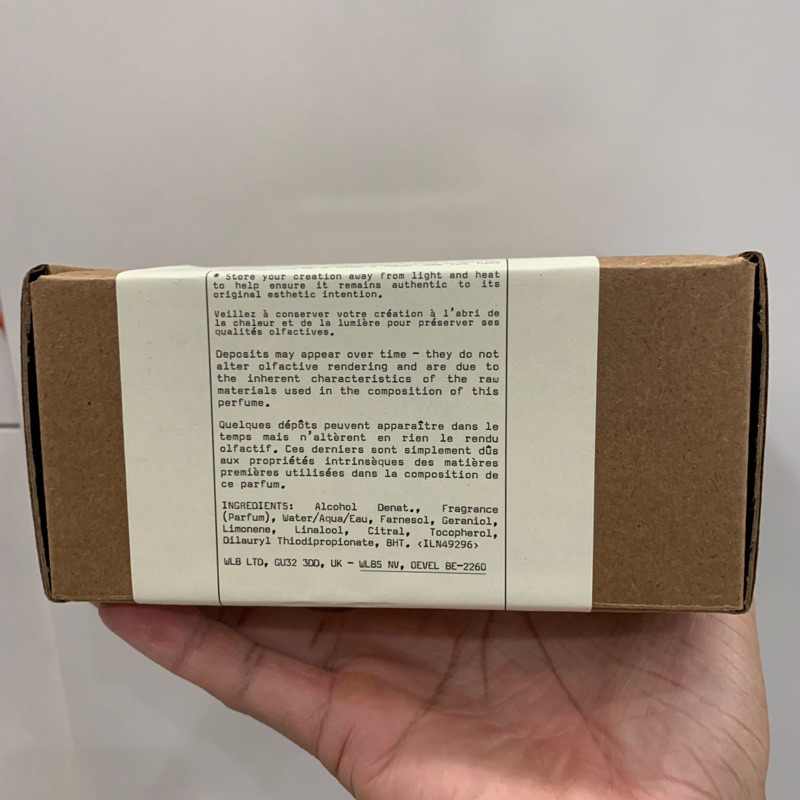 * Store your creation away from light and heat
to help ensure it remains authentic to its
original esthetic intention.
Veillez à conserver votre création à l'abri de
la chaleur et de la lumière pour préserver ses
qualités olfactives.
Deposits may appear over time - they do not
alter olfactive rendering and are due to
the inherent characteristics of the raw
materials used in the composition of this
perfume.
Quelques dépôts peuvent apparaître dans le
temps mais n'altèrent en rien le rendu
olfactif. Ces derniers sont simplement dûs
aux propriétés intrinsèques des matières
premières utilisées dans la composition de
ce parfum.
INGREDIENTS: Alcohol Denat., Fragrance
(Parfum), Water/Aqua/Eau, Farnesol, Geraniol,
Limonene, Linalool, Citral, Tocopherol,
Dilauryl Thiodipropionate, BHT. <ILN49296>
WLB LTD, GU32 3DD, UK - WLBS NV, OEVEL BE-2260